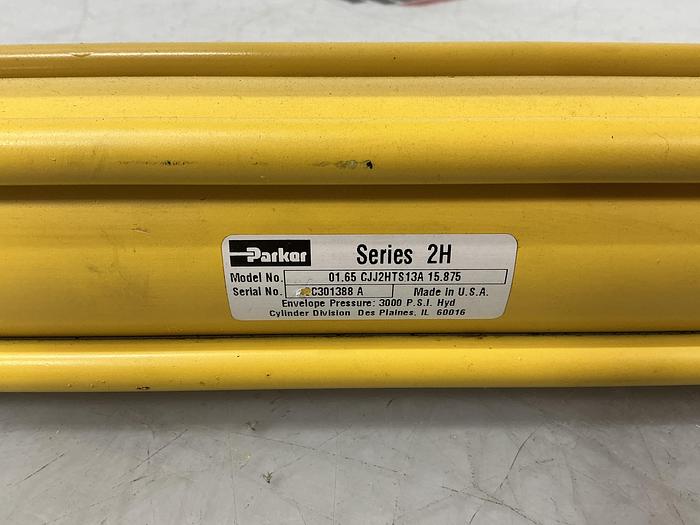 Parker Series 2H
Model No. 01.65 CJJ2HTS13A 15.875
Serial No. C301388 A Made in U.S.A.
Envelope Pressure: 3000 P.S.I. Hyd
Cylinder Division Des Plaines, IL 60016